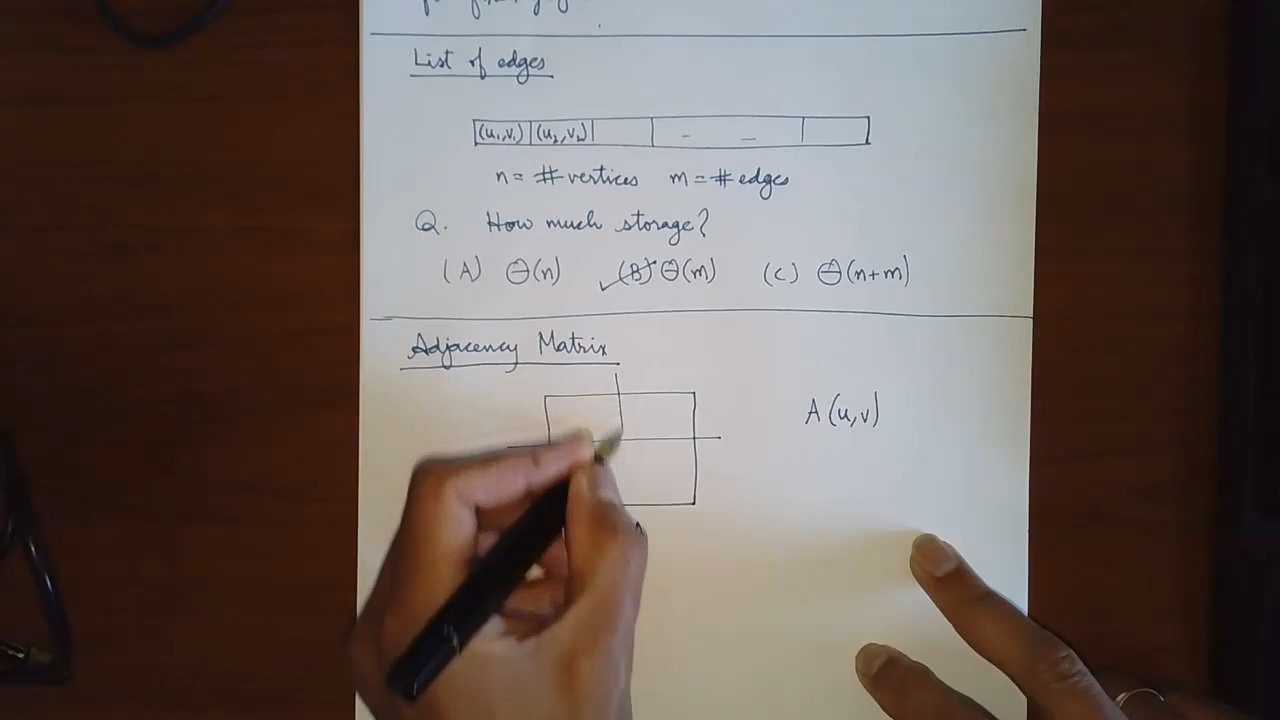 List of edges
(u₁,v₁) (u₂,v₂) – –
n = # vertices m = # edges
Q. How much storage?
(A) Θ(n) ✓(B) Θ(m) (C) Θ(n+m)
Adjacency Matrix
A(u,v)